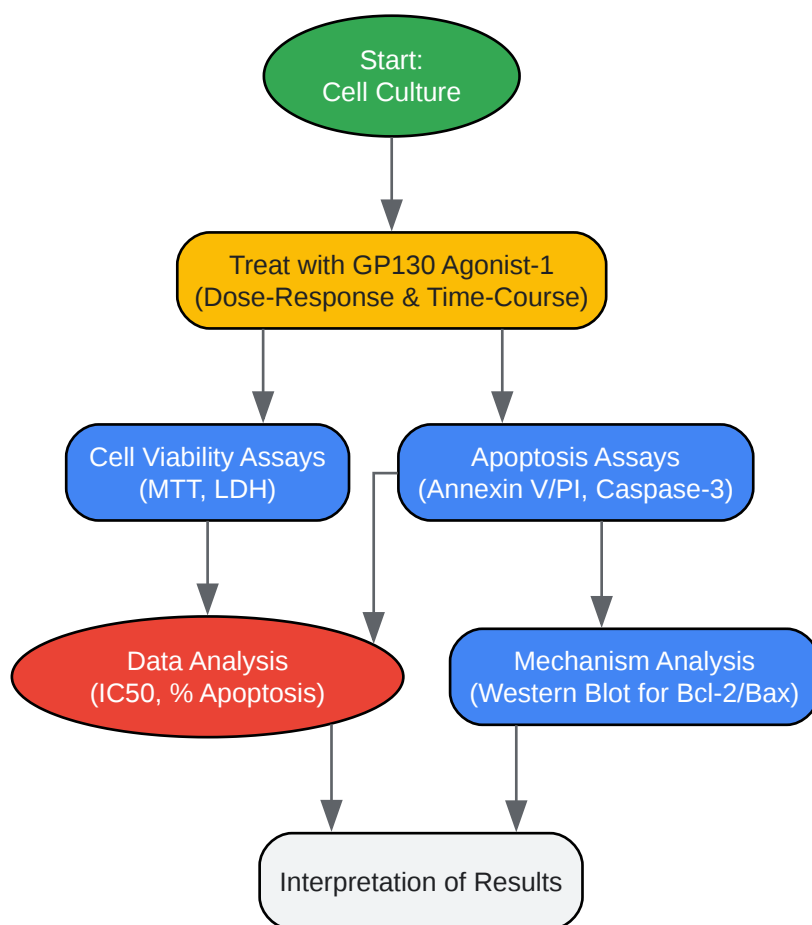 Start:
Cell Culture
Treat with GP130 Agonist-1
(Dose-Response & Time-Course)
Cell Viability Assays
(MTT, LDH)
Apoptosis Assays
(Annexin V/PI, Caspase-3)
Data Analysis
(IC50, % Apoptosis)
Mechanism Analysis
(Western Blot for Bcl-2/Bax)
Interpretation of Results